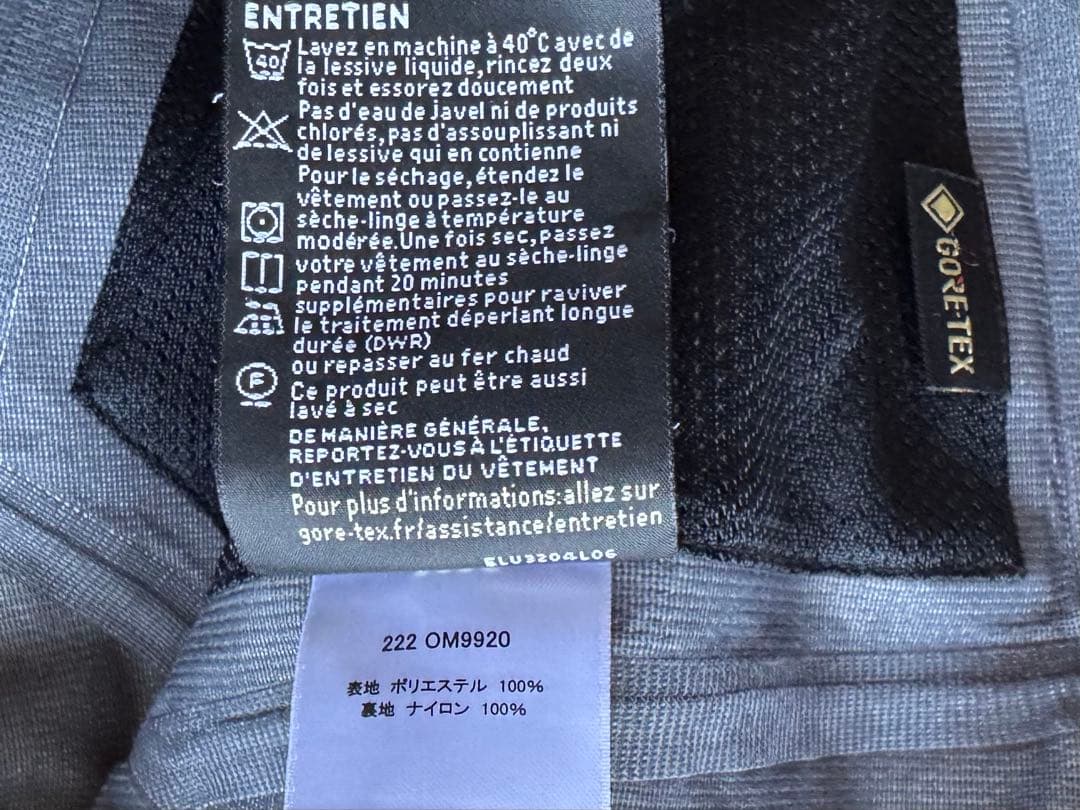 ENTRETIEN
40
Lavez en machine à 40°C avec de
la lessive liquide, rincez deux
fois et essorez doucement
Pas d'eau de Javel ni de produits
chlorés, pas d'assouplissant ni
de lessive qui en contienne
Pour le séchage, étendez le
vêtement ou passez-le au
sèche-linge à température
modérée. Une fois sec, passez
votre vêtement au sèche-linge
pendant 20 minutes
supplémentaires pour raviver
le traitement déperlant longue
durée (DWR)
ou repasser au fer chaud
F
Ce produit peut être aussi
lavé à sec
DE MANIÈRE GÉNÉRALE,
REPORTEZ-VOUS À L'ÉTIQUETTE
D'ENTRETIEN DU VÊTEMENT
Pour plus d'informations: allez sur
gore-tex.fr/assistance/entretien
ELU3204L06
GORE-TEX
222 OM9920
表地 ポリエステル 100%
裏地 ナイロン 100%